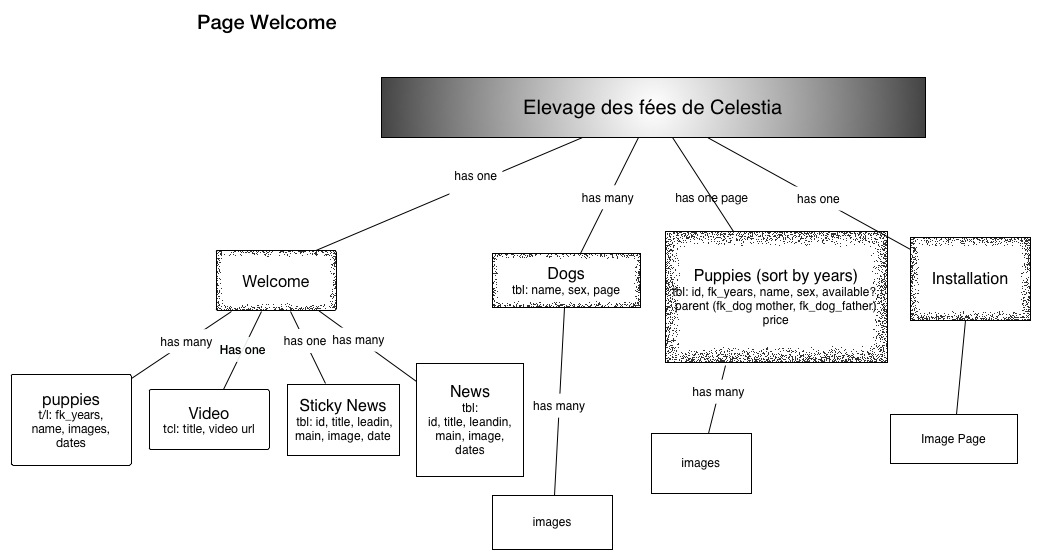 Page Welcome
Elevage des fées de Celestia
has one
has many
has one page
has one
Welcome
Dogs
tbl: name, sex, page
Puppies (sort by years)
tbl: id, fk_years, name, sex, available?
parent (fk_dog mother, fk_dog_father)
price
Installation
has many
Has one
has one
has many
puppies
t/l: fk_years,
name, images,
dates
Video
tcl: title, video url
Sticky News
tbl: id, title, leadin,
main, image, date
News
tbl:
id, title, leandin,
main, image,
dates
has many
images
has many
images
Image Page